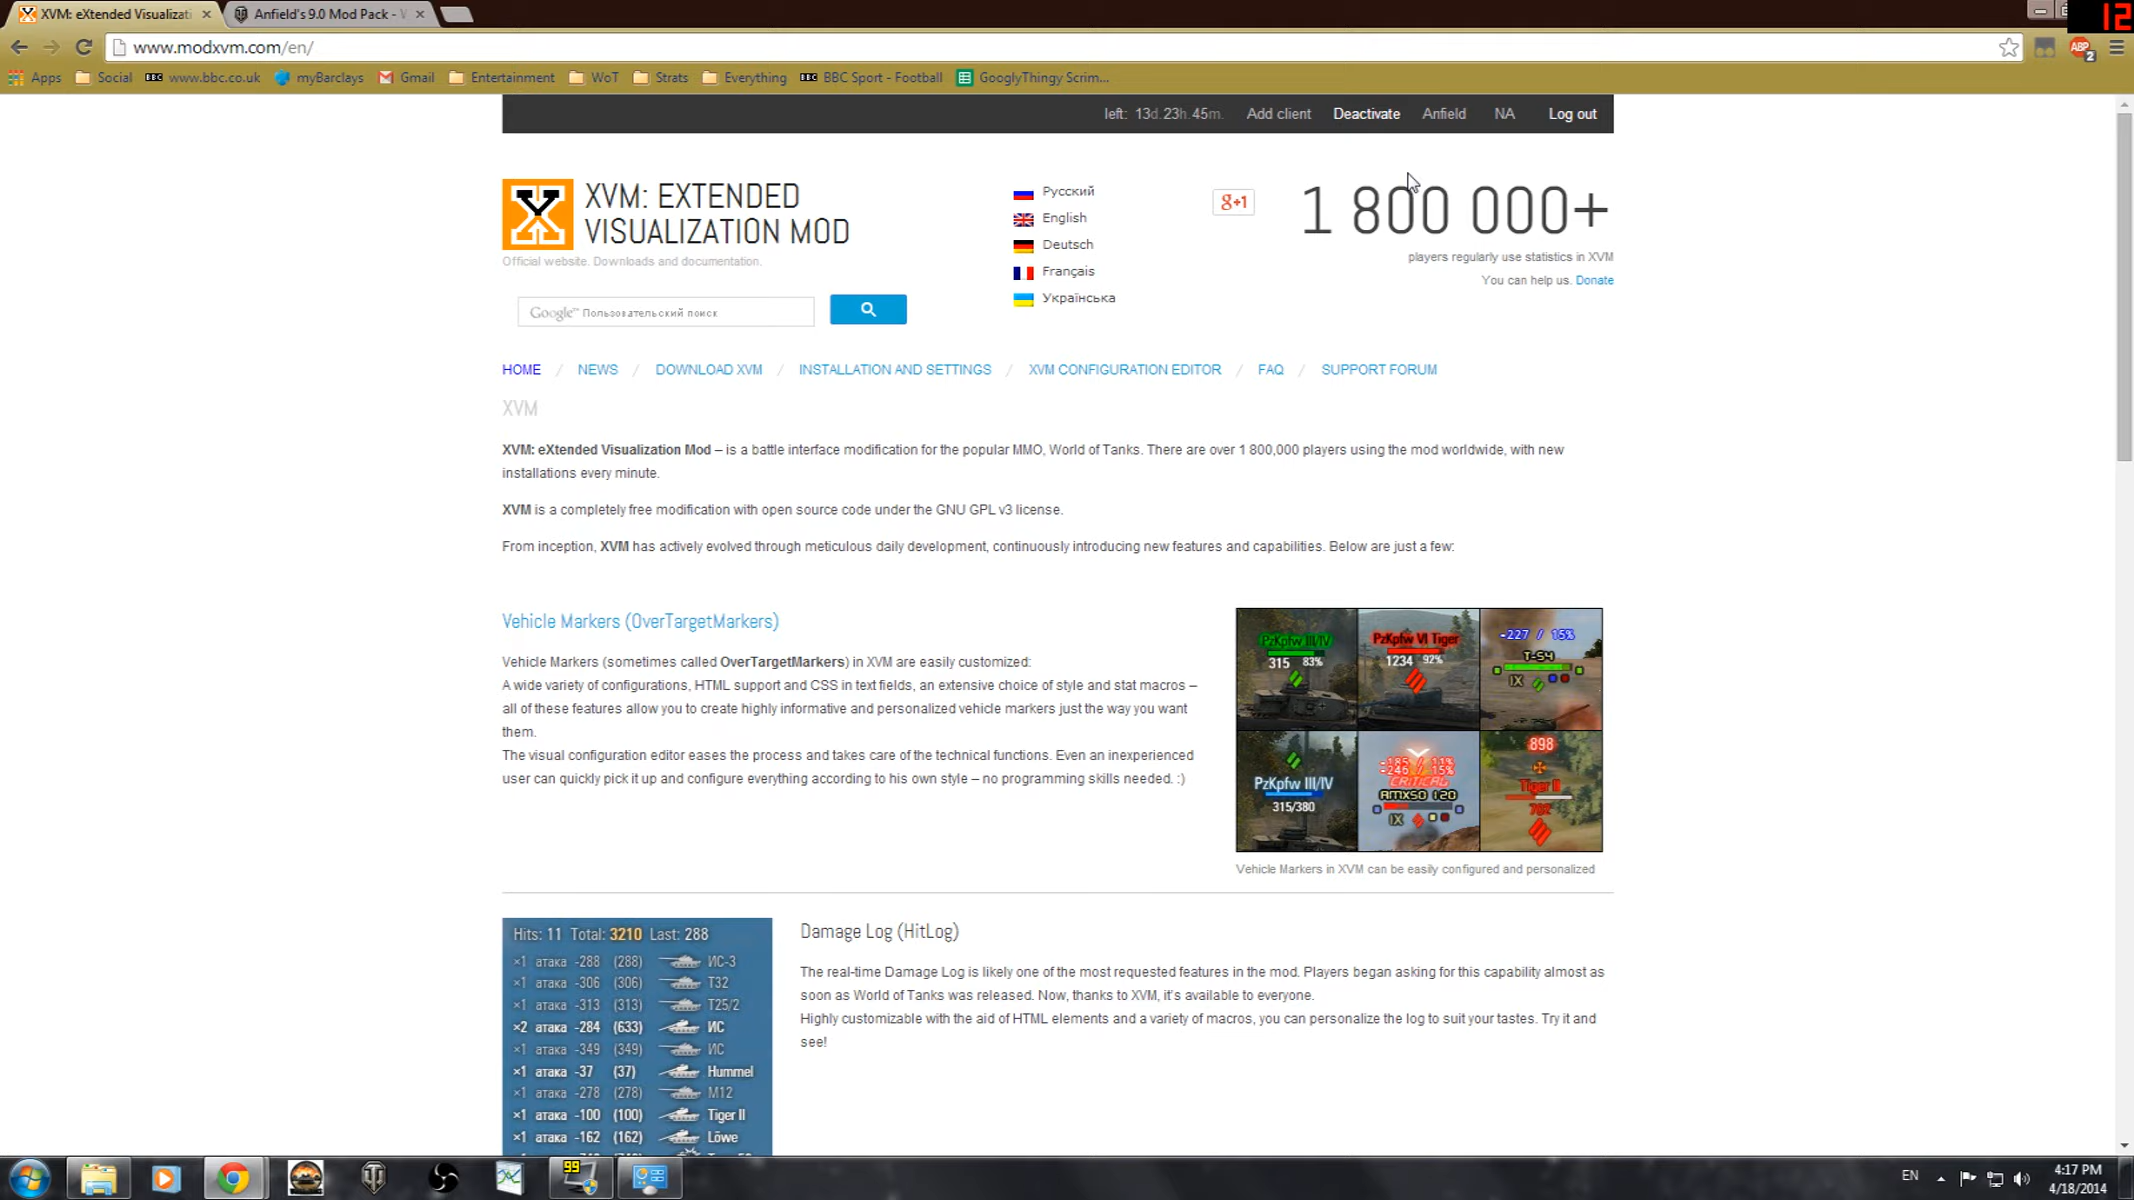 XVM: eXtended Visualizati
Anfield's 9.0 Mod Pack -
12
www.modxvm.com/en/
ABP
2
Apps
Social
BBC www.bbc.co.uk
myBarclays
Gmail
Entertainment
WoT
Strats
Everything
BBC BBC Sport - Football
GooglyThingy Scrim...
left: 13d.23h.45m.
Add client
Deactivate
Anfield
NA
Log out
XVM: EXTENDED
VISUALIZATION MOD
Official website. Downloads and documentation.
Русский
English
Deutsch
Français
Українська
g+1
1 800 000+
players regularly use statistics in XVM
You can help us. Donate
Google™ Пользовательский поиск
HOME / NEWS / DOWNLOAD XVM / INSTALLATION AND SETTINGS / XVM CONFIGURATION EDITOR / FAQ / SUPPORT FORUM
XVM
XVM: eXtended Visualization Mod – is a battle interface modification for the popular MMO, World of Tanks. There are over 1 800,000 players using the mod worldwide, with new
installations every minute.
XVM is a completely free modification with open source code under the GNU GPL v3 license.
From inception, XVM has actively evolved through meticulous daily development, continuously introducing new features and capabilities. Below are just a few:
Vehicle Markers (OverTargetMarkers)
Vehicle Markers (sometimes called OverTargetMarkers) in XVM are easily customized:
A wide variety of configurations, HTML support and CSS in text fields, an extensive choice of style and stat macros –
all of these features allow you to create highly informative and personalized vehicle markers just the way you want
them.
The visual configuration editor eases the process and takes care of the technical functions. Even an inexperienced
user can quickly pick it up and configure everything according to his own style – no programming skills needed. :)
PzKpfw III/IV
315 83%
PzKpfw VI Tiger
1234 92%
-227 / 15%
T-54
IX
PzKpfw III/IV
315/380
-185 / 11%
-246 / 15%
CRITICAL
AMX50 120
IX
898
Tiger II
Vehicle Markers in XVM can be easily configured and personalized
Hits: 11 Total: 3210 Last: 288
×1 атака -288 (288) ИС-3
×1 атака -306 (306) T32
×1 атака -313 (313) T25/2
×2 атака -284 (633) ИС
×1 атака -349 (349) ИС
×1 атака -37 (37) Hummel
×1 атака -278 (278) M12
×1 атака -100 (100) Tiger II
×1 атака -162 (162) Löwe
Damage Log (HitLog)
The real-time Damage Log is likely one of the most requested features in the mod. Players began asking for this capability almost as
soon as World of Tanks was released. Now, thanks to XVM, it's available to everyone.
Highly customizable with the aid of HTML elements and a variety of macros, you can personalize the log to suit your tastes. Try it and
see!
99
EN
4:17 PM
4/18/2014